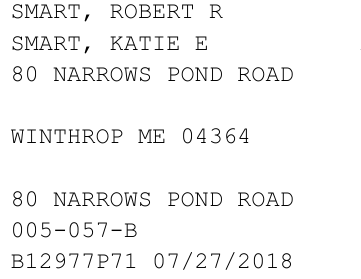 SMART, ROBERT R
SMART, KATIE E
80 NARROWS POND ROAD
WINTHROP ME 04364
80 NARROWS POND ROAD
005-057-B
B12977P71 07/27/2018